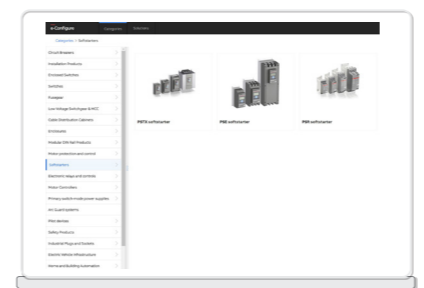 e-Configure
Categories
Overview
Categories > Softstarters
Circuit Breakers
Installation Products
Enclosed Switches
Switches
Fusegear
Low Voltage Switchgear & MCC
Cable Distribution Cabinets
Enclosures
Modular DIN Rail Products
Motor protection and control
Softstarters
Electronic relays and controls
Motor Controllers
Primary switch mode power supplies
Arc Guard systems
Pilot devices
Safety Products
Industrial Plugs and Sockets
Electric Vehicle Infrastructure
Home and Building Automation
PSTX softstarter
PSE softstarter
PSR softstarter